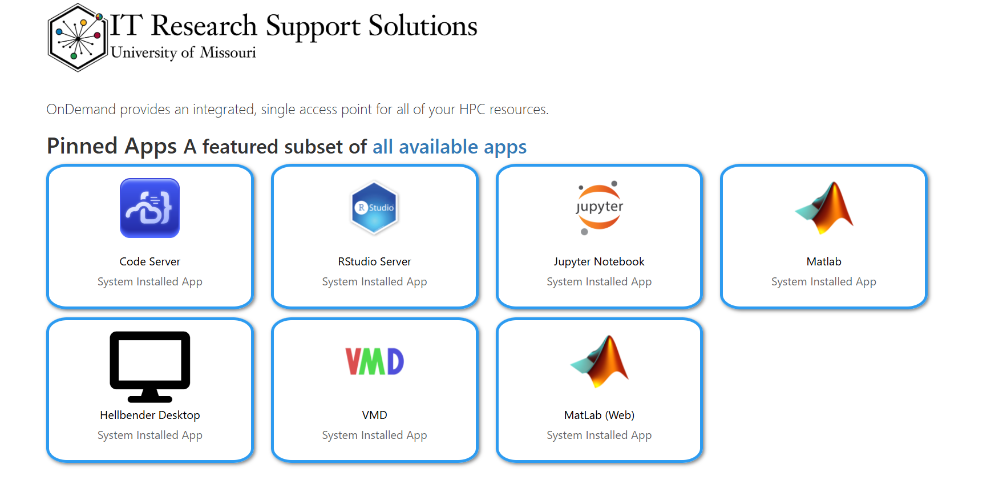 IT Research Support Solutions
University of Missouri
OnDemand provides an integrated, single access point for all of your HPC resources.
Pinned Apps A featured subset of all available apps
R Studio
jupyter
Code Server
RStudio Server
Jupyter Notebook
Matlab
System Installed App
System Installed App
System Installed App
System Installed App
VMD
Hellbender Desktop
VMD
MatLab (Web)
System Installed App
System Installed App
System Installed App